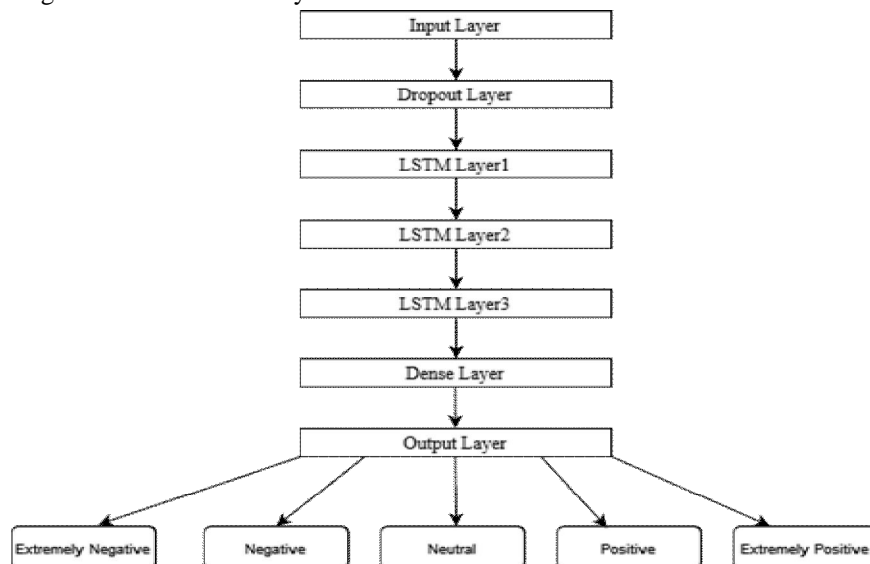 Input Layer
Dropout Layer
LSTM Layer1
LSTM Layer2
LSTM Layer3
Dense Layer
Output Layer
Extremely Negative
Negative
Neutral
Positive
Extremely Positive